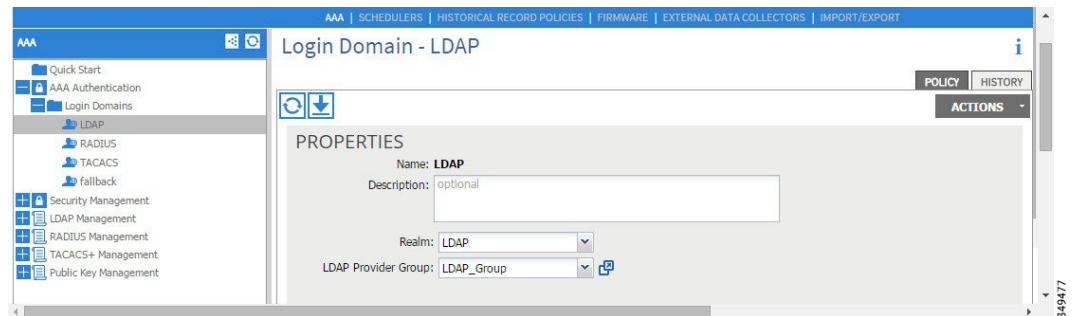 AAA | SCHEDULERS | HISTORICAL RECORD POLICIES | FIRMWARE | EXTERNAL DATA COLLECTORS | IMPORT/EXPORT
AAA
Quick Start
AAA Authentication
Login Domains
LDAP
RADIUS
TACACS
fallback
Security Management
LDAP Management
RADIUS Management
TACACS+ Management
Public Key Management
Login Domain - LDAP
i
POLICY HISTORY
ACTIONS
PROPERTIES
Name: LDAP
Description: optional
Realm: LDAP
LDAP Provider Group: LDAP_Group
349477